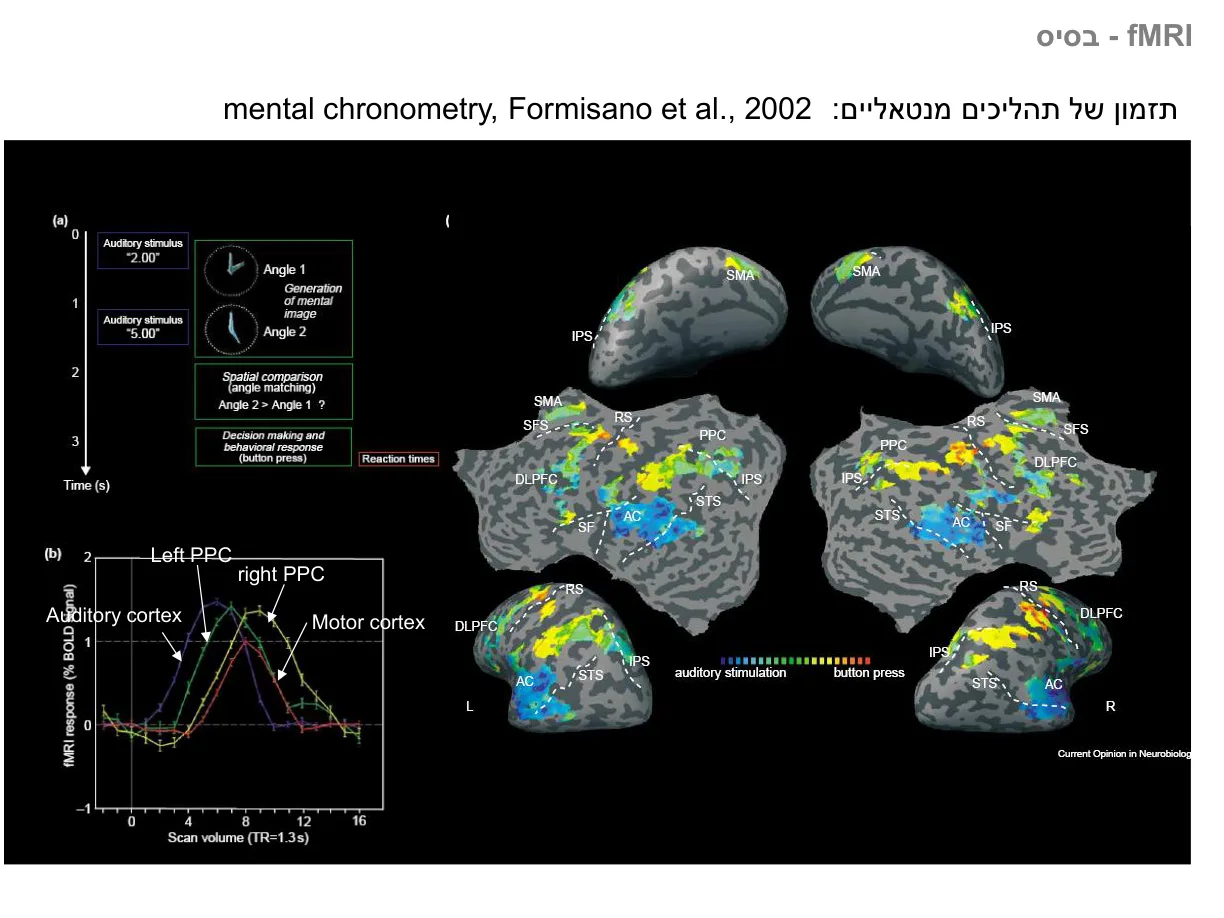 fMRI - בסיס
תזמון של תהליכים מנטאליים: mental chronometry, Formisano et al., 2002
(a)
0
1
2
3
Time (s)
Auditory stimulus
“2.00”
Auditory stimulus
“5.00”
Angle 1
Generation
of mental
image
Angle 2
Spatial comparison
(angle matching)
Angle 2 > Angle 1 ?
Decision making and
behavioral response
(button press)
Reaction times
(b)
Left PPC
right PPC
Auditory cortex
Motor cortex
fMRI response (% BOLD signal)
2
1
0
–1
0 4 8 12 16
Scan volume (TR=1.3s)
(
SMA
IPS
SMA
IPS
SMA
SFS
RS
PPC
DLPFC
IPS
STS
AC
SF
SMA
RS
SFS
PPC
DLPFC
IPS
STS
AC
SF
RS
DLPFC
IPS
STS
AC
L
auditory stimulation
button press
RS
DLPFC
IPS
STS
AC
R
Current Opinion in Neurobiolog